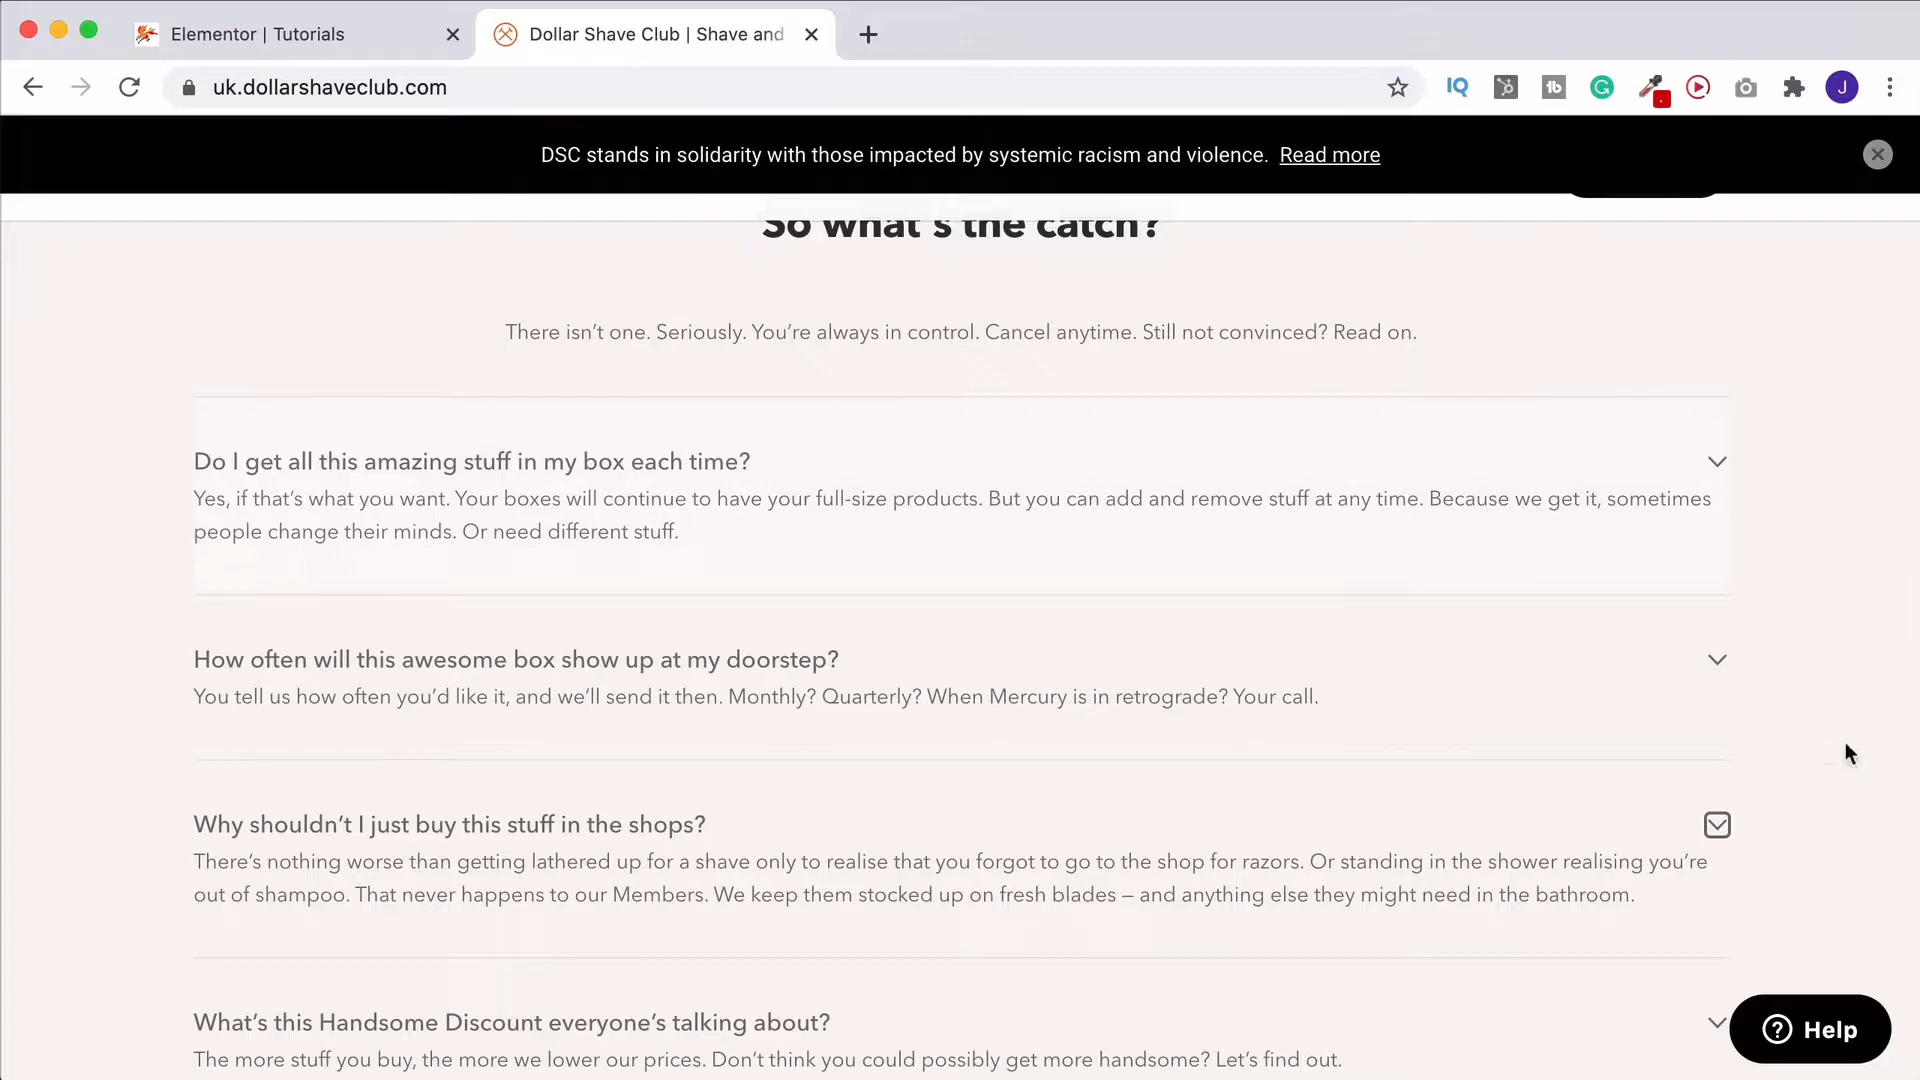 Elementor | Tutorials
Dollar Shave Club | Shave and
uk.dollarshaveclub.com
IQ
tb
J
DSC stands in solidarity with those impacted by systemic racism and violence. Read more
So what's the catch?
There isn’t one. Seriously. You’re always in control. Cancel anytime. Still not convinced? Read on.
Do I get all this amazing stuff in my box each time?
Yes, if that’s what you want. Your boxes will continue to have your full-size products. But you can add and remove stuff at any time. Because we get it, sometimes
people change their minds. Or need different stuff.
How often will this awesome box show up at my doorstep?
You tell us how often you’d like it, and we’ll send it then. Monthly? Quarterly? When Mercury is in retrograde? Your call.
Why shouldn’t I just buy this stuff in the shops?
There’s nothing worse than getting lathered up for a shave only to realise that you forgot to go to the shop for razors. Or standing in the shower realising you’re
out of shampoo. That never happens to our Members. We keep them stocked up on fresh blades – and anything else they might need in the bathroom.
What’s this Handsome Discount everyone’s talking about?
The more stuff you buy, the more we lower our prices. Don’t think you could possibly get more handsome? Let’s find out.
? Help